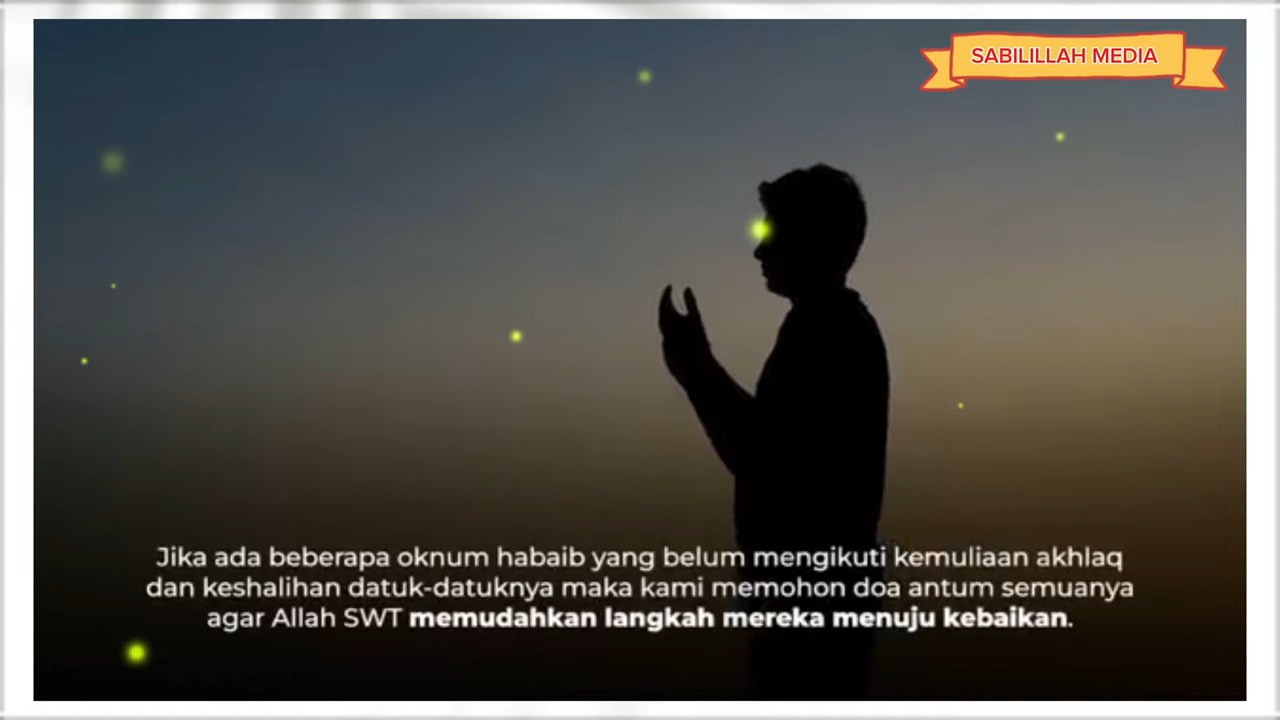 SABILILLAH MEDIA
Jika ada beberapa oknum habaib yang belum mengikuti kemuliaan akhlaq
dan keshalihan datuk-datuknya maka kami memohon doa antum semuanya
agar Allah SWT memudahkan langkah mereka menuju kebaikan.